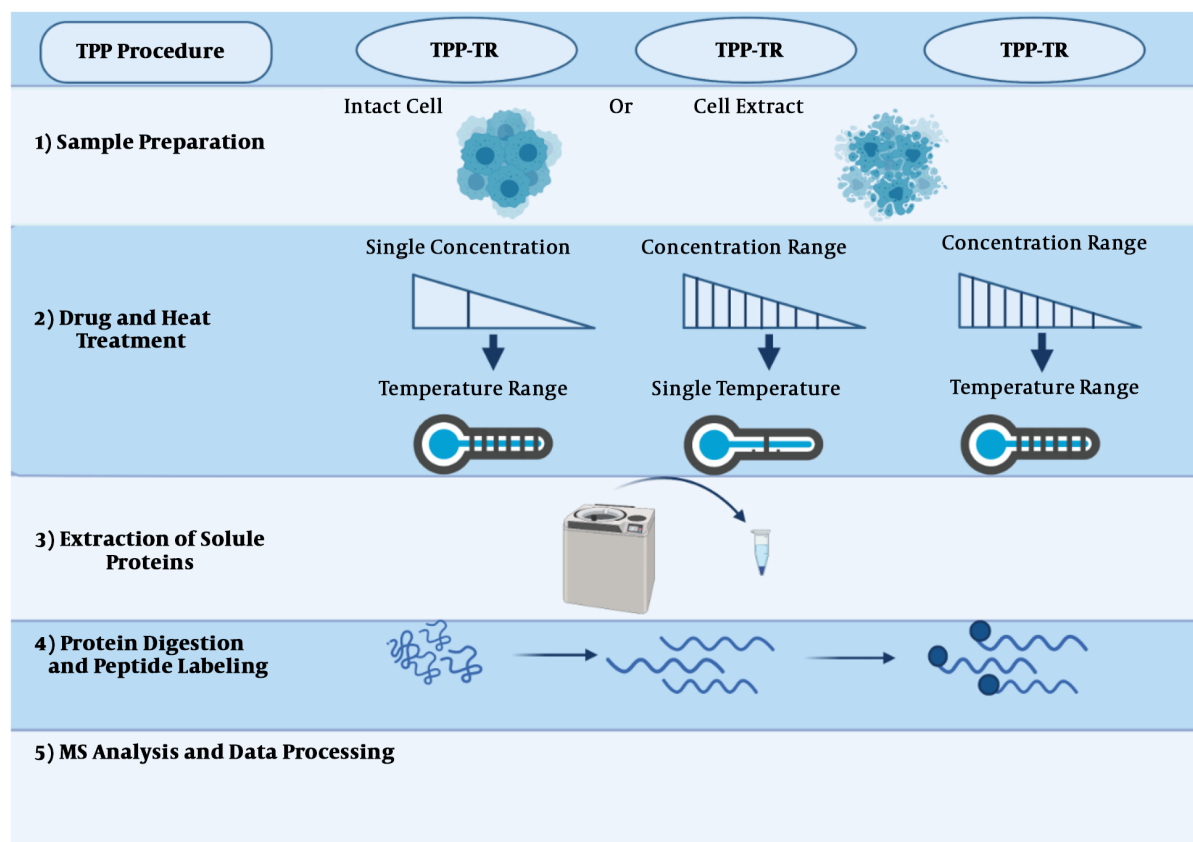 TPP Procedure
TPP-TR
TPP-TR
TPP-TR
Intact Cell
Or
Cell Extract
1) Sample Preparation
Single Concentration
Concentration Range
Concentration Range
2) Drug and Heat
Treatment
Temperature Range
Single Temperature
Temperature Range
3) Extraction of Solule
Proteins
4) Protein Digestion
and Peptide Labeling
5) MS Analysis and Data Processing